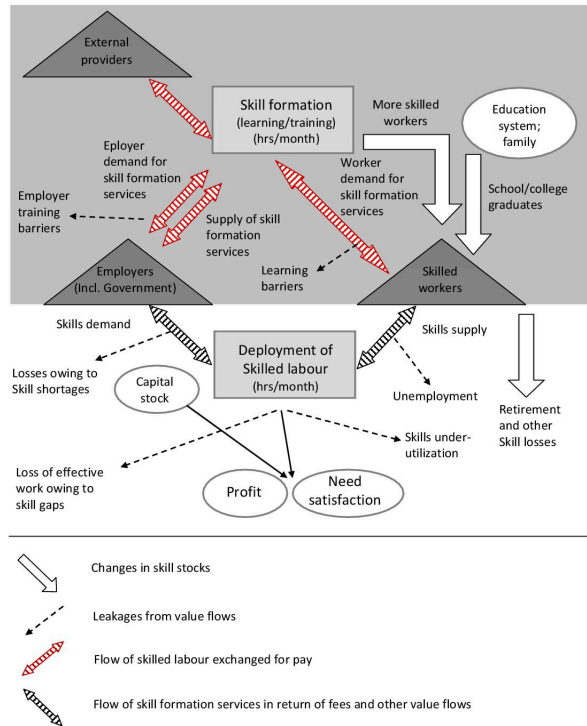 External
providers
Skill formation
(learning/training)
(hrs/month)
More skilled
workers
Education
system;
family
Eployer
demand for
skill formation
services
Worker
demand for
skill formation
services
School/college
graduates
Employer
training
barriers
Supply of skill
formation
services
Learning
barriers
Employers
(Incl. Government)
Skilled
workers
Skills demand
Skills supply
Deployment of
Skilled labour
(hrs/month)
Losses owing to
Skill shortages
Capital
stock
Unemployment
Retirement
and other
Skill losses
Skills under-
utilization
Loss of effective
work owing to
skill gaps
Profit
Need
satisfaction
Changes in skill stocks
Leakages from value flows
Flow of skilled labour exchanged for pay
Flow of skill formation services in return of fees and other value flows